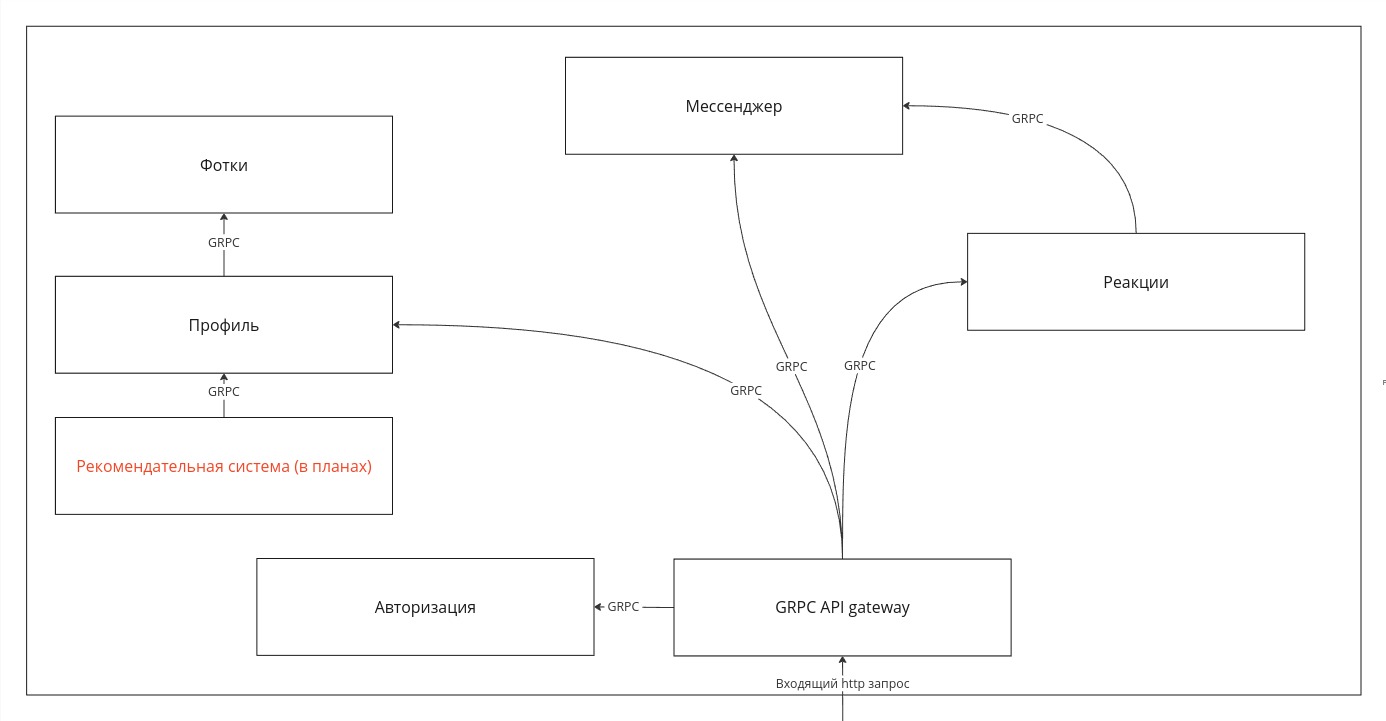 Мессенджер
GRPC
Фотки
GRPC
Реакции
Профиль
GRPC
GRPC
GRPC
GRPC
Рекомендательная система (в планах)
Авторизация
GRPC
GRPC API gateway
Входящий http запрос